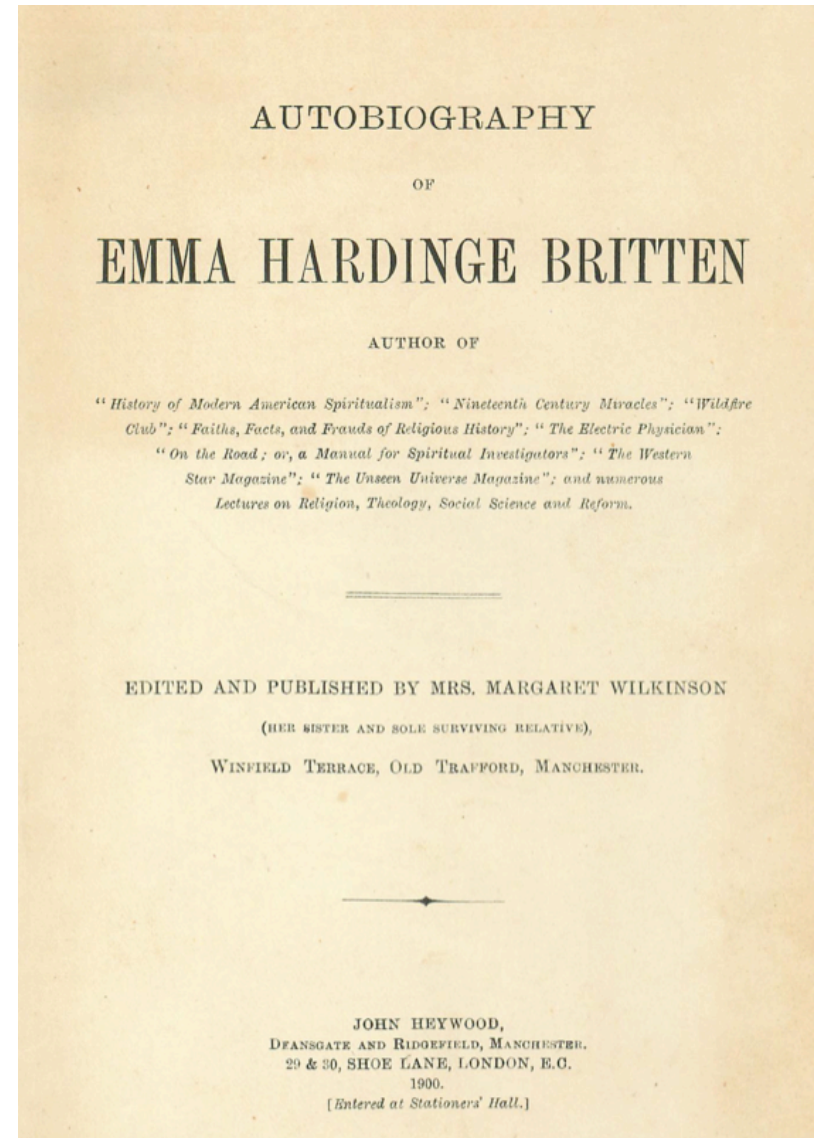 AUTOBIOGRAPHY
OF
EMMA HARDINGE BRITTEN
AUTHOR OF
"History of Modern American Spiritualism"; "Nineteenth Century Miracles"; "Wildfire
Club"; "Faiths, Facts, and Frauds of Religious History"; "The Electric Physician";
"On the Road; or, a Manual for Spiritual Investigators"; "The Western
Star Magazine"; "The Unseen Universe Magazine"; and numerous
Lectures on Religion, Theology, Social Science and Reform.
EDITED AND PUBLISHED BY MRS. MARGARET WILKINSON
(HER SISTER AND SOLE SURVIVING RELATIVE),
WINFIELD TERRACE, OLD TRAFFORD, MANCHESTER.
JOHN HEYWOOD,
DEANSGATE AND RIDGEFIELD, MANCHESTER.
29 & 30, SHOE LANE, LONDON, E.C.
1900.
[Entered at Stationers' Hall.]